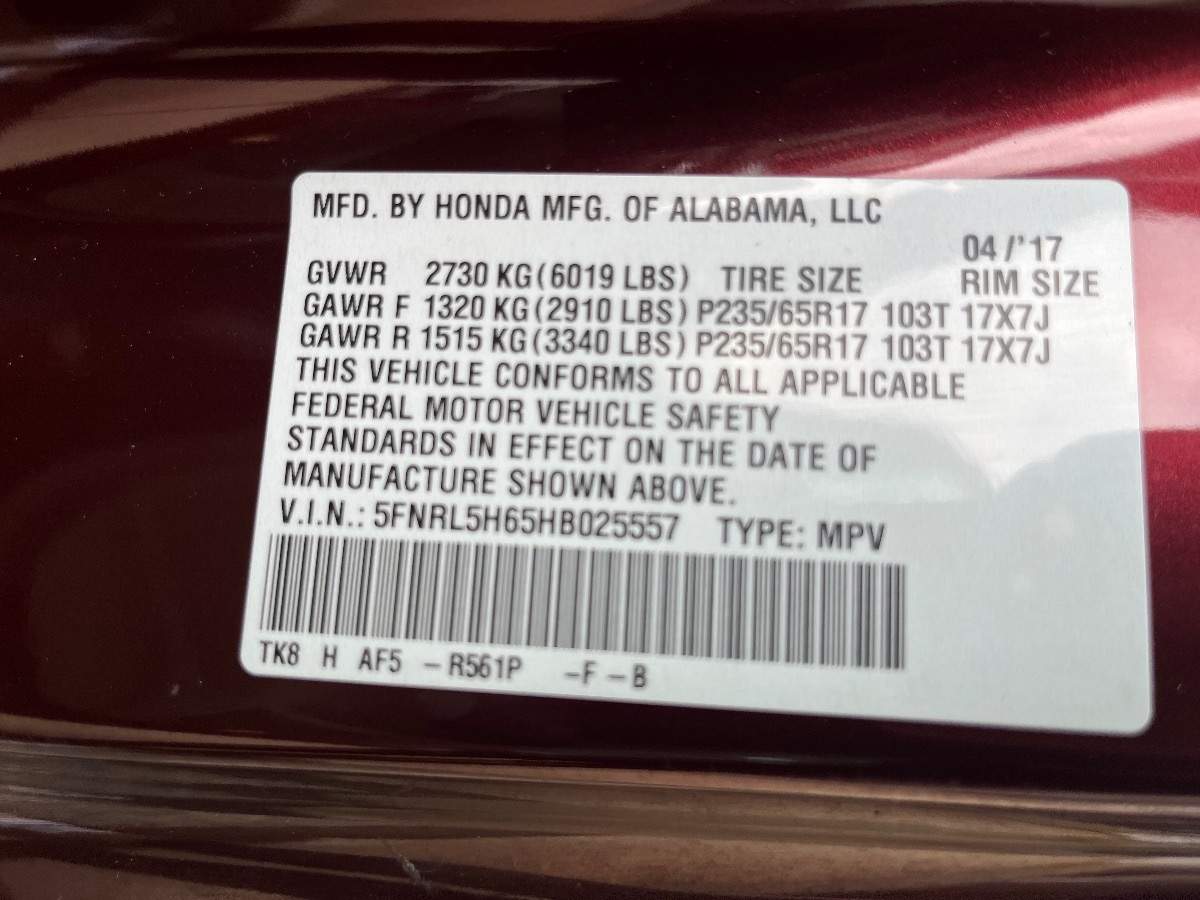 MFD. BY HONDA MFG. OF ALABAMA, LLC
04/'17
GVWR 2730 KG (6019 LBS) TIRE SIZE RIM SIZE
GAWR F 1320 KG (2910 LBS) P235/65R17 103T 17X7J
GAWR R 1515 KG (3340 LBS) P235/65R17 103T 17X7J
THIS VEHICLE CONFORMS TO ALL APPLICABLE
FEDERAL MOTOR VEHICLE SAFETY
STANDARDS IN EFFECT ON THE DATE OF
MANUFACTURE SHOWN ABOVE.
V.I.N.: 5FNRL5H65HB025557 TYPE: MPV
TK8 H AF5 –R561P –F–B